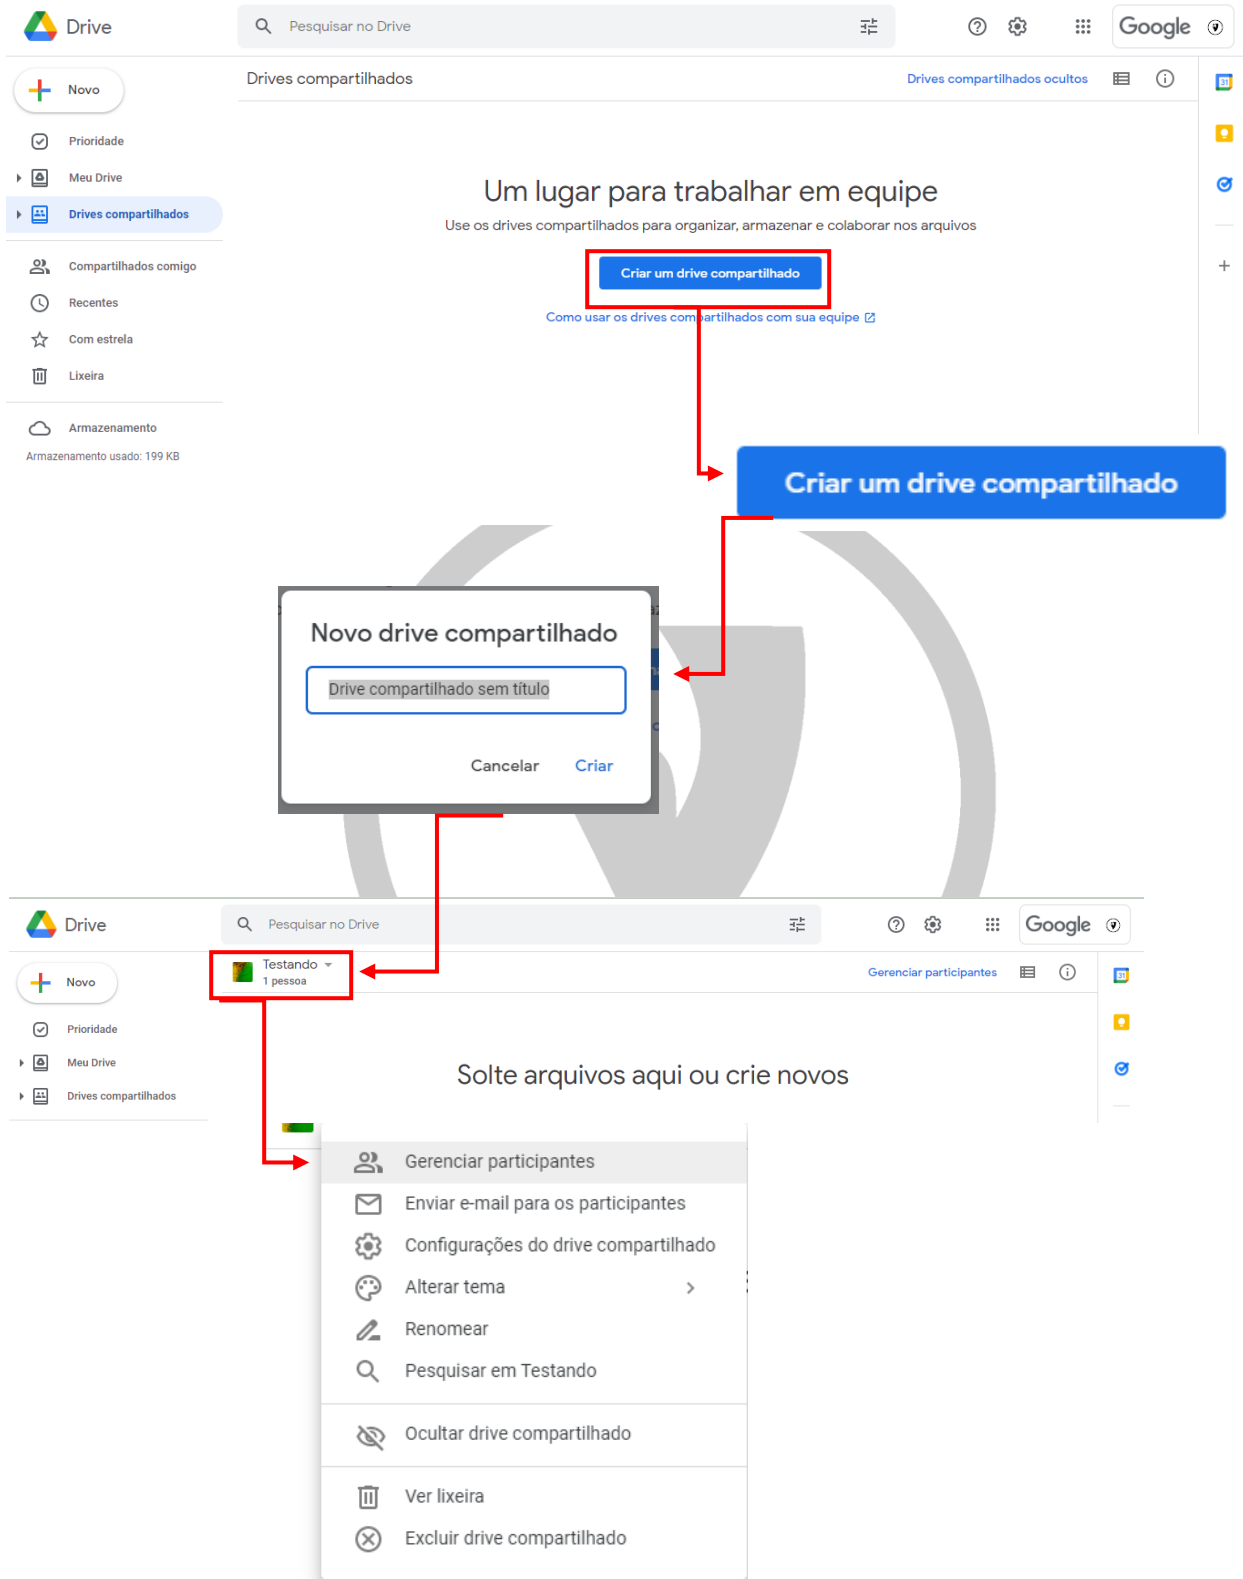 Drive
Pesquisar no Drive
Google
Novo
Drives compartilhados
Drives compartilhados ocultos
31
Prioridade
Meu Drive
Drives compartilhados
Compartilhados comigo
Recentes
Com estrela
Lixeira
Armazenamento
Armazenamento usado: 199 KB
Um lugar para trabalhar em equipe
Use os drives compartilhados para organizar, armazenar e colaborar nos arquivos
Criar um drive compartilhado
Como usar os drives compartilhados com sua equipe
Criar um drive compartilhado
Novo drive compartilhado
Drive compartilhado sem título
Cancelar Criar
Drive
Pesquisar no Drive
Google
Novo
Testando
1 pessoa
Gerenciar participantes
31
Prioridade
Meu Drive
Drives compartilhados
Solte arquivos aqui ou crie novos
Gerenciar participantes
Enviar e-mail para os participantes
Configurações do drive compartilhado
Alterar tema
Renomear
Pesquisar em Testando
Ocultar drive compartilhado
Ver lixeira
Excluir drive compartilhado